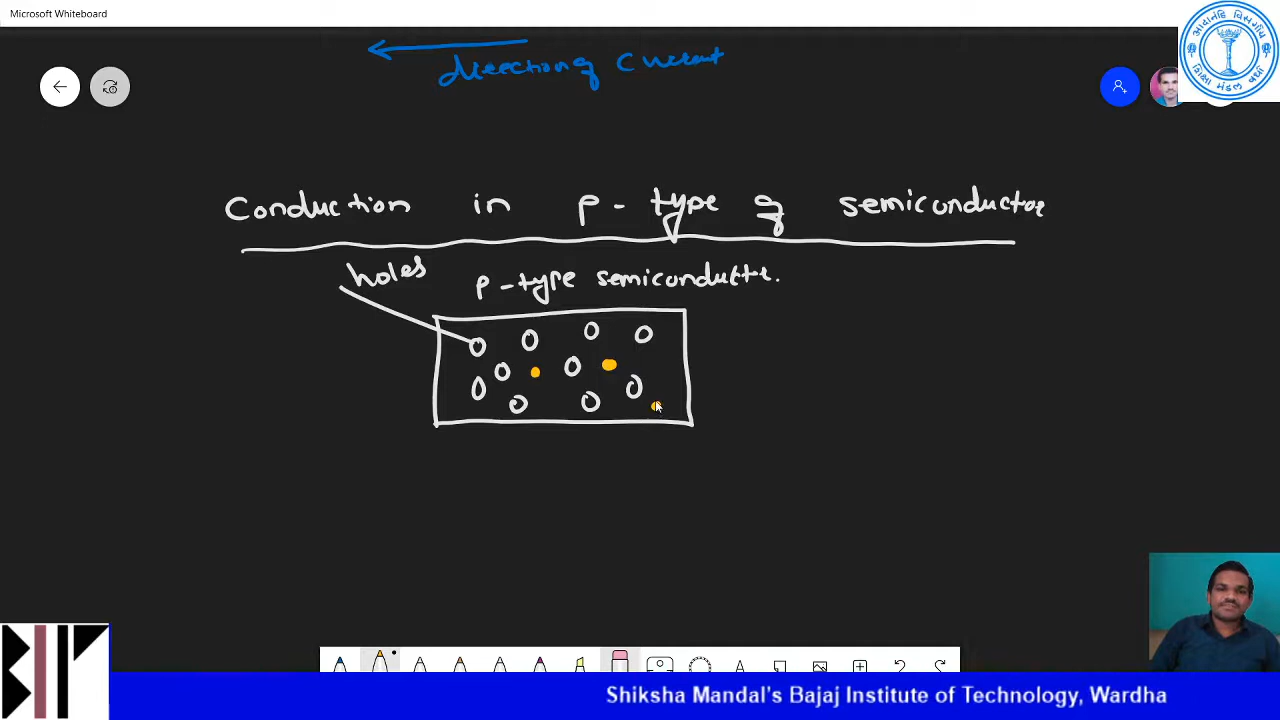 Microsoft Whiteboard
direction of current
Conduction in p-type of semiconductor
holes
p-type semiconductor.
Shiksha Mandal's Bajaj Institute of Technology, Wardha